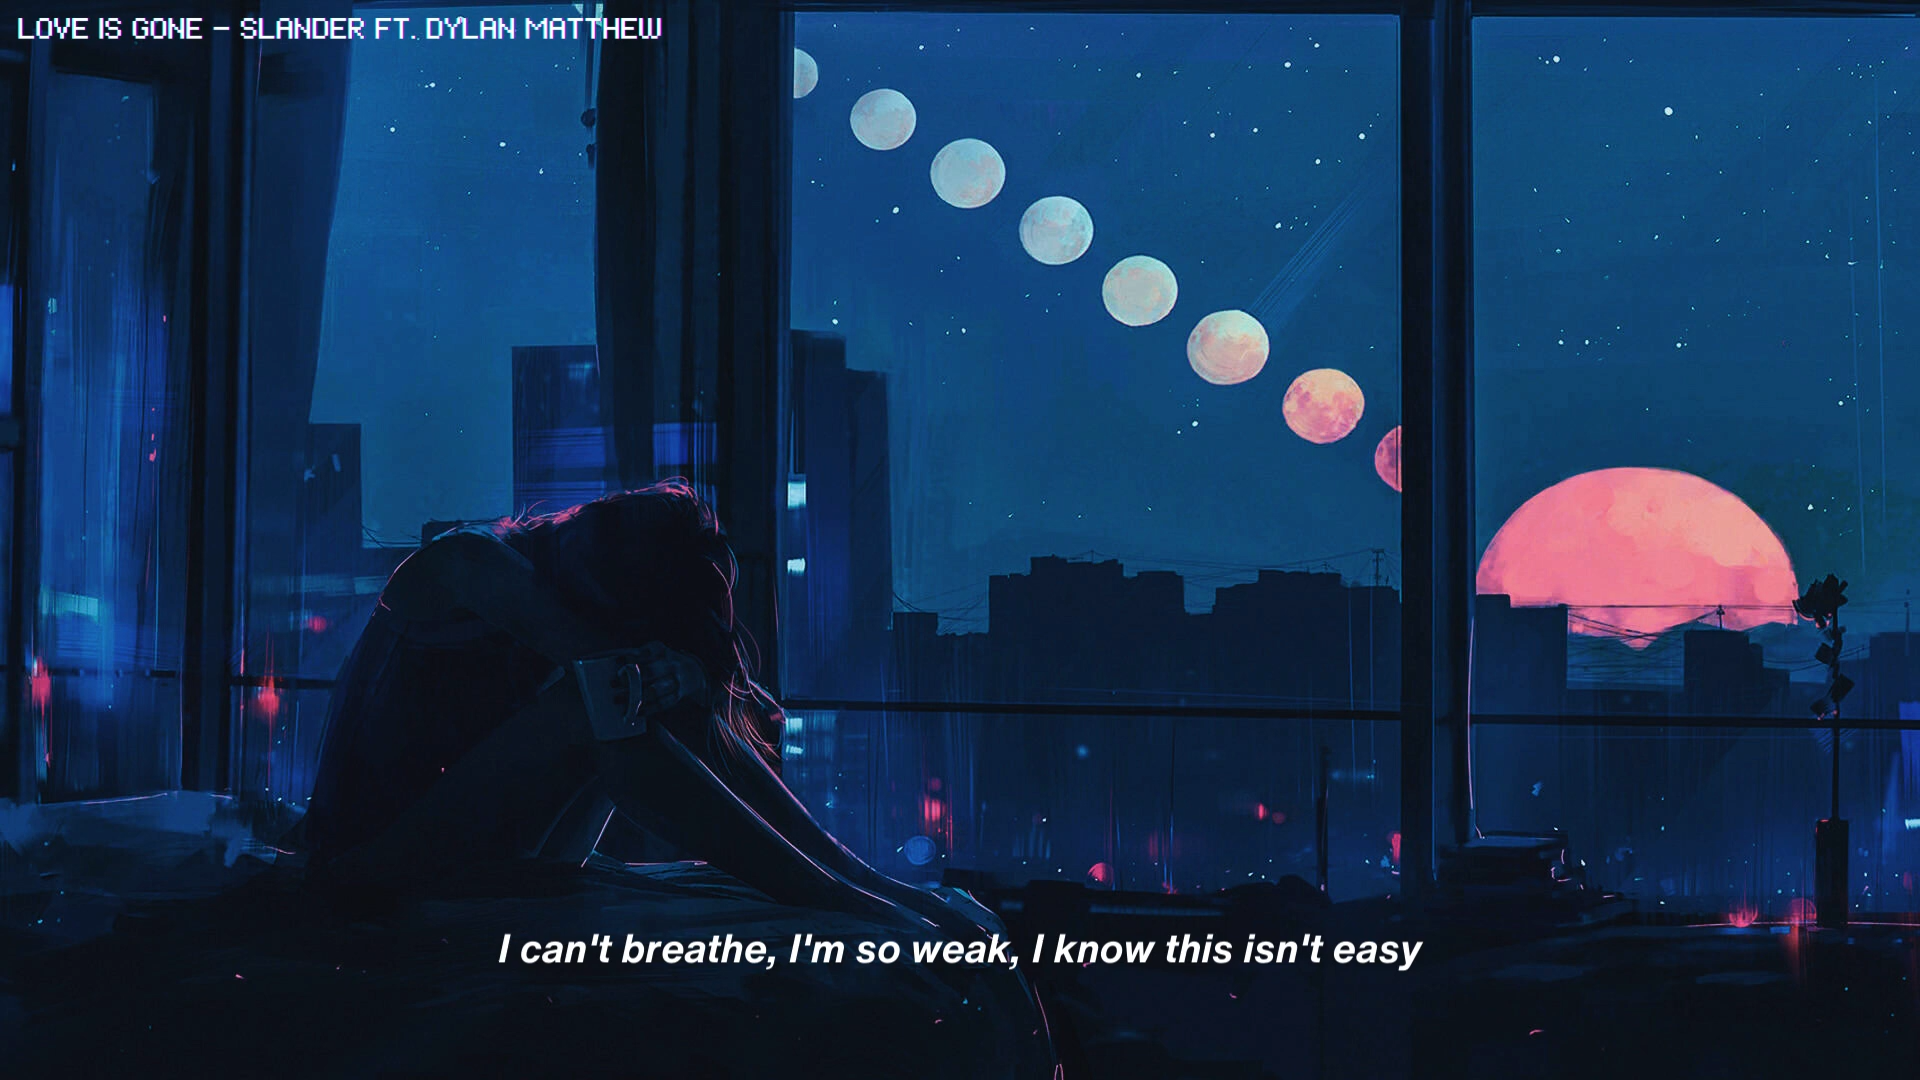 LOVE IS GONE - SLANDER FT. DYLAN MATTHEW
I can't breathe, I'm so weak, I know this isn't easy